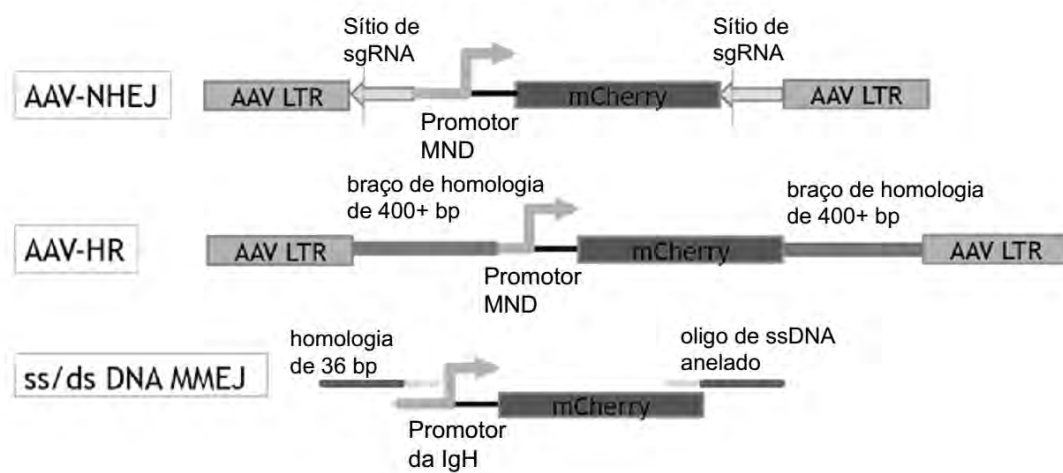 Sítio de
sgRNA
Sítio de
sgRNA
AAV-NHEJ
AAV LTR
mCherry
AAV LTR
Promotor
MND
braço de homologia
de 400+ bp
braço de homologia
de 400+ bp
AAV-HR
AAV LTR
mCherry
AAV LTR
Promotor
MND
homologia
de 36 bp
oligo de ssDNA
anelado
ss/ds DNA MMEJ
mCherry
Promotor
da IgH